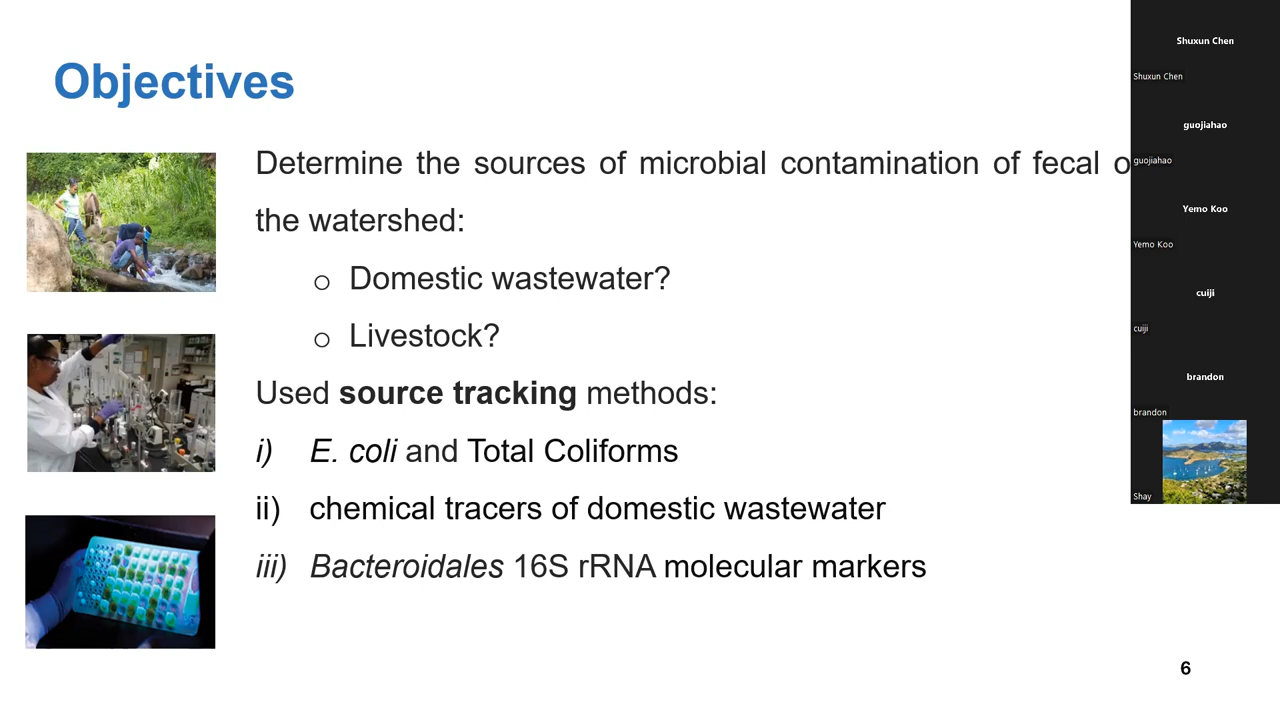 Objectives
Determine the sources of microbial contamination of fecal o
the watershed:
o Domestic wastewater?
o Livestock?
Used source tracking methods:
i) E. coli and Total Coliforms
ii) chemical tracers of domestic wastewater
iii) Bacteroidales 16S rRNA molecular markers
6
Shuxun Chen
Shuxun Chen
guojiahao
guojiahao
Yemo Koo
Yemo Koo
cuiji
cuiji
brandon
brandon
Shay